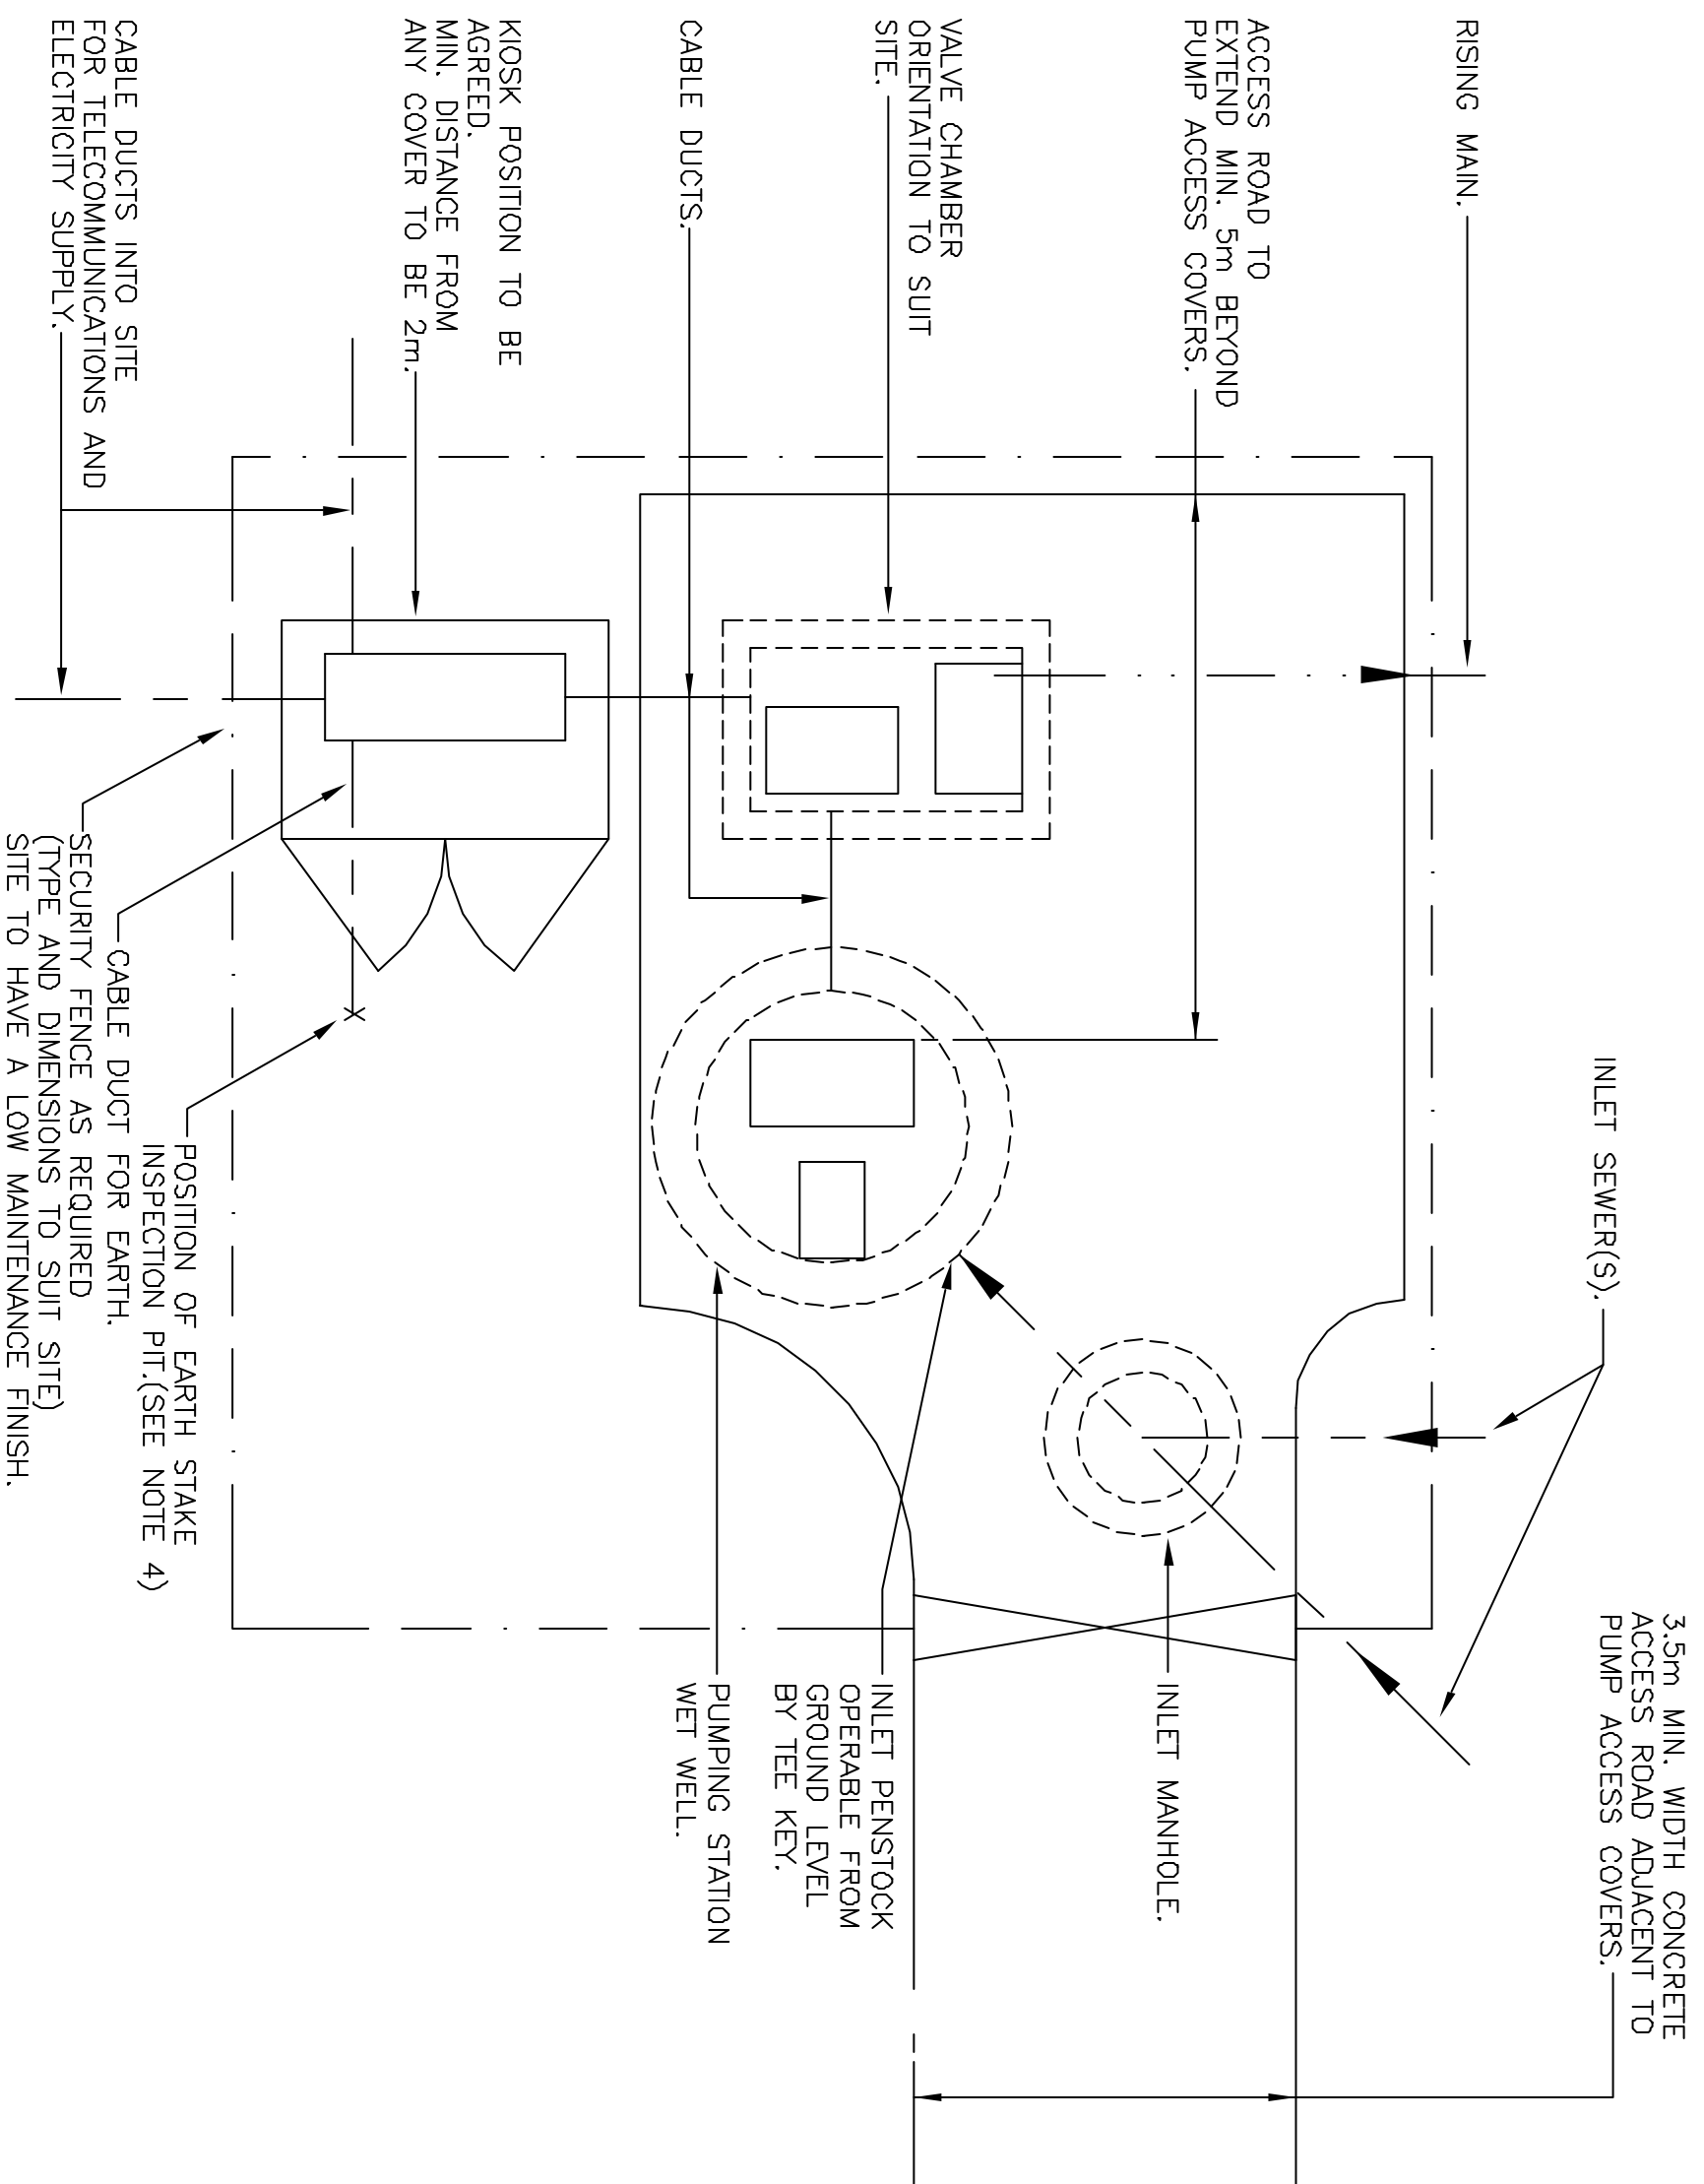 3.5m MIN. WIDTH CONCRETE
ACCESS ROAD ADJACENT TO
PUMP ACCESS COVERS.
INLET SEWER(S).
RISING MAIN.
ACCESS ROAD TO
EXTEND MIN. 5m BEYOND
PUMP ACCESS COVERS.
INLET MANHOLE.
VALVE CHAMBER
ORIENTATION TO SUIT
SITE.
INLET PENSTOCK
OPERABLE FROM
GROUND LEVEL
BY TEE KEY.
CABLE DUCTS.
PUMPING STATION
WET WELL.
KIOSK POSITION TO BE
AGREED.
MIN. DISTANCE FROM
ANY COVER TO BE 2m.
POSITION OF EARTH STAKE
INSPECTION PIT.(SEE NOTE 4)
CABLE DUCT FOR EARTH.
CABLE DUCTS INTO SITE
FOR TELECOMMUNICATIONS AND
ELECTRICITY SUPPLY.
SECURITY FENCE AS REQUIRED
(TYPE AND DIMENSIONS TO SUIT SITE)
SITE TO HAVE A LOW MAINTENANCE FINISH.